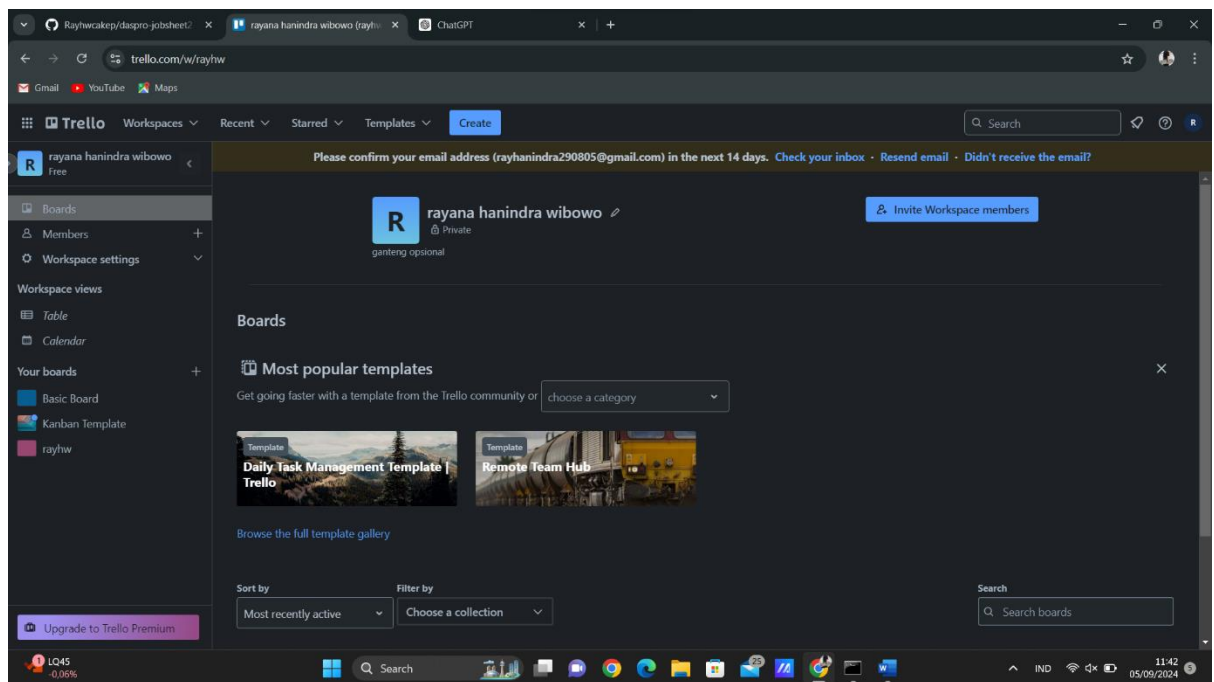 Rayhwcakep/daspro-jobsheet2
rayana hanindra wibowo (rayhw
ChatGPT
trello.com/w/rayhw
Gmail YouTube Maps
Trello Workspaces Recent Starred Templates Create Search R
R rayana hanindra wibowo
Free
Please confirm your email address (rayhanindra290805@gmail.com) in the next 14 days. Check your inbox · Resend email · Didn't receive the email?
Boards
Members
Workspace settings
Workspace views
Table
Calendar
Your boards
Basic Board
Kanban Template
rayhw
Upgrade to Trello Premium
R rayana hanindra wibowo
Private
ganteng opsional
Invite Workspace members
Boards
Most popular templates
Get going faster with a template from the Trello community or choose a category
Template
Daily Task Management Template |
Trello
Template
Remote Team Hub
Browse the full template gallery
Sort by
Most recently active
Filter by
Choose a collection
Search
Search boards
1 LQ45
-0,06%
Search
25
IND
11:42
05/09/2024
5